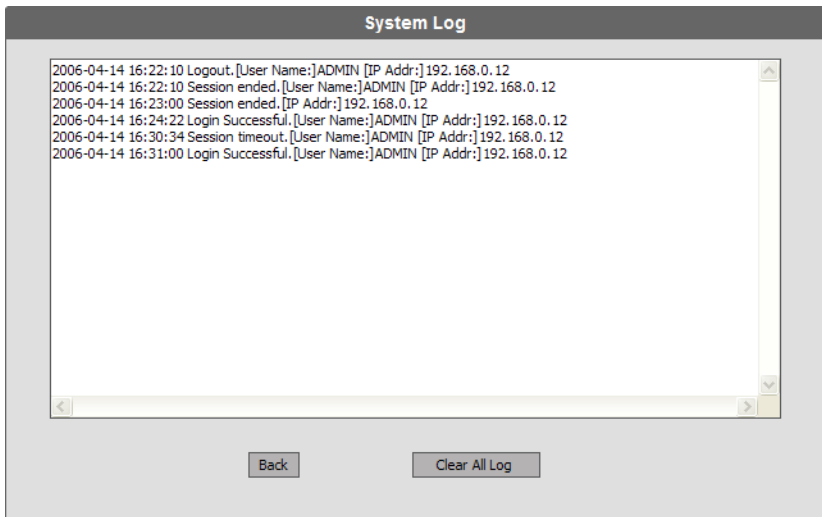 System Log
2006-04-14 16:22:10 Logout.[User Name:]ADMIN [IP Addr:]192.168.0.12
2006-04-14 16:22:10 Session ended.[User Name:]ADMIN [IP Addr:]192.168.0.12
2006-04-14 16:23:00 Session ended.[IP Addr:]192.168.0.12
2006-04-14 16:24:22 Login Successful.[User Name:]ADMIN [IP Addr:]192.168.0.12
2006-04-14 16:30:34 Session timeout.[User Name:]ADMIN [IP Addr:]192.168.0.12
2006-04-14 16:31:00 Login Successful.[User Name:]ADMIN [IP Addr:]192.168.0.12
Back Clear All Log